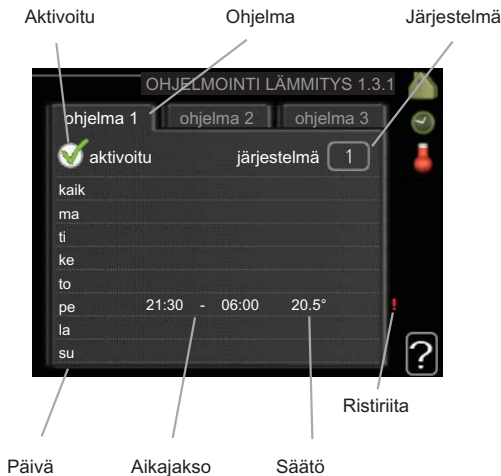 Aktivoitu Ohjelma Järjestelmä
OHJELMOINTI LÄMMITYS 1.3.1
ohjelma 1 ohjelma 2 ohjelma 3
aktivoitu järjestelmä 1
kaik
ma
ti
ke
to
pe 21:30 - 06:00 20.5° !
la
su
?
Ristiriita
Päivä Aikajakso Säätö